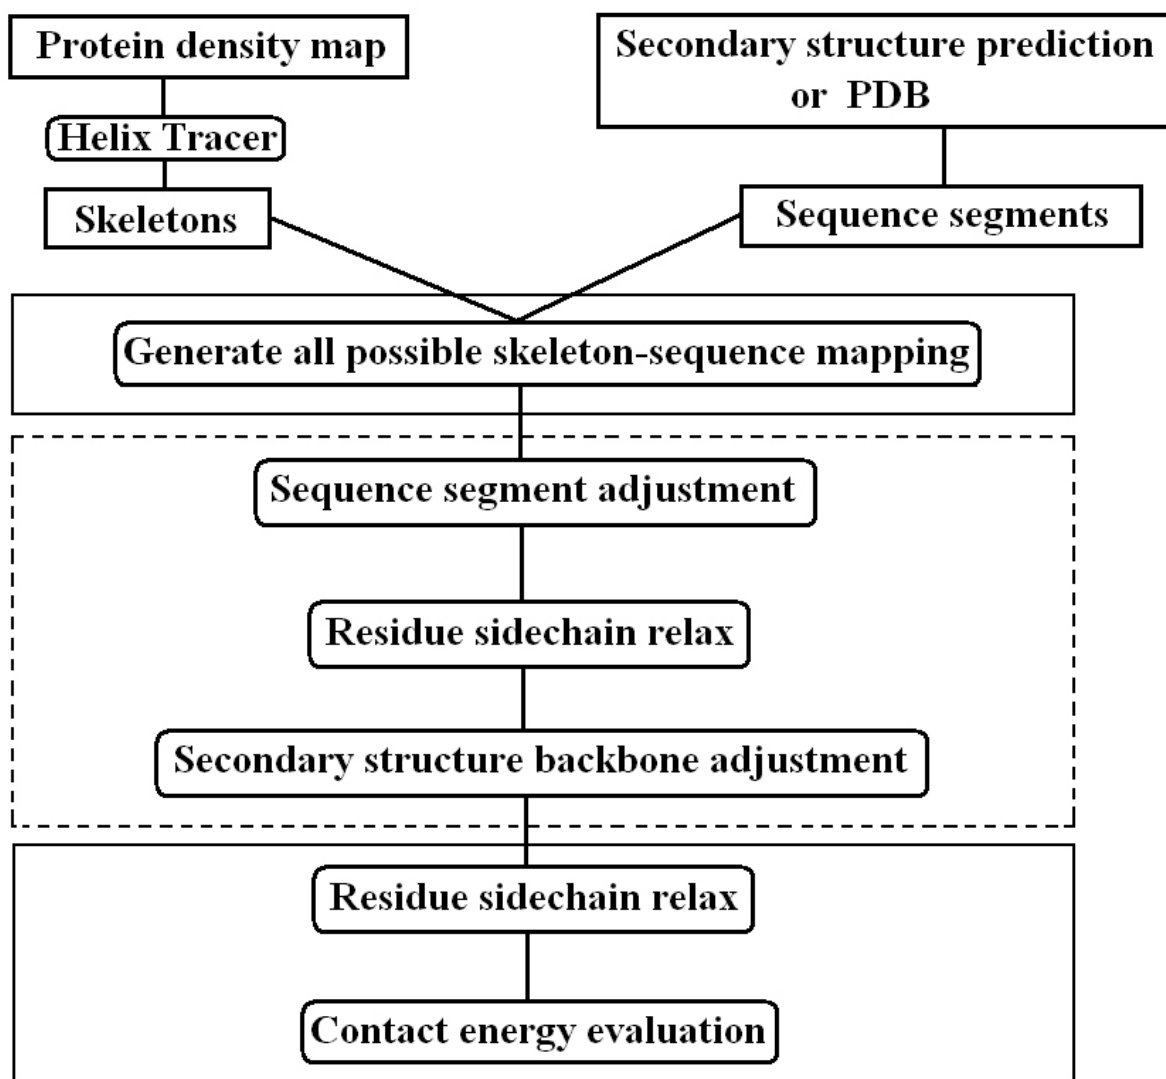 Protein density map
Secondary structure prediction
or PDB
Helix Tracer
Skeletons
Sequence segments
Generate all possible skeleton-sequence mapping
Sequence segment adjustment
Residue sidechain relax
Secondary structure backbone adjustment
Residue sidechain relax
Contact energy evaluation